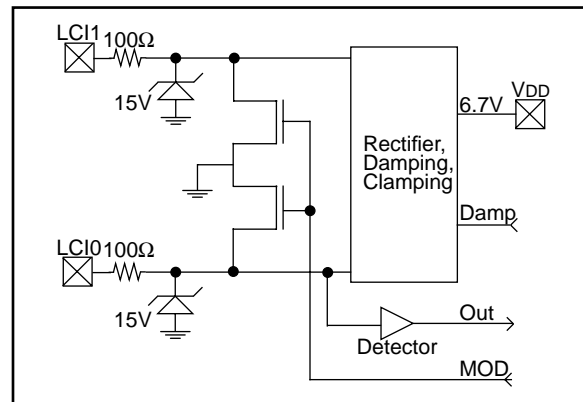 LCI1 100Ω
15V
6.7V
VDD
Rectifier,
Damping,
Clamping
Damp
LCI0 100Ω
15V
Out
Detector
MOD